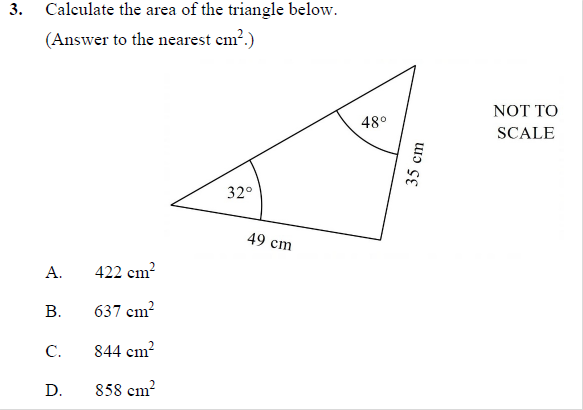 3. Calculate the area of the triangle below.
(Answer to the nearest cm².)
NOT TO
SCALE
48°
35 cm
32°
49 cm
A. 422 cm²
B. 637 cm²
C. 844 cm²
D. 858 cm²